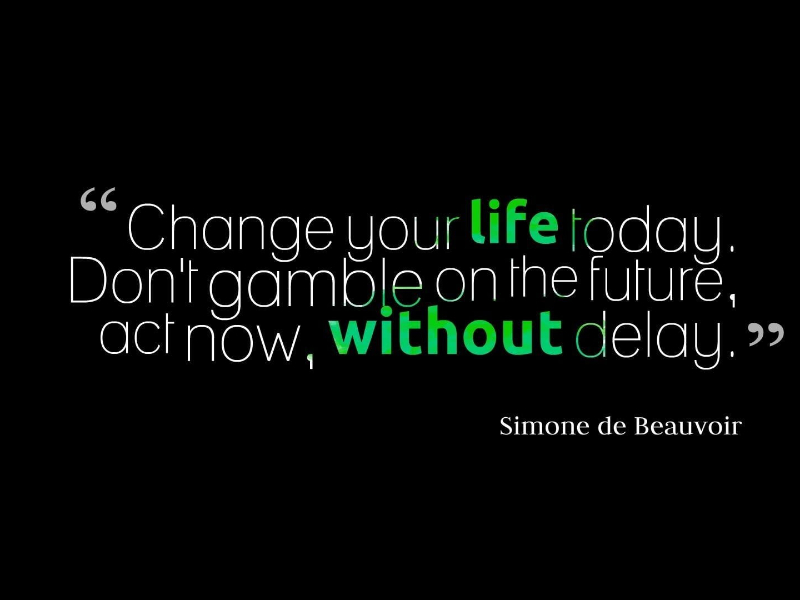 “Change your life today.
Don't gamble on the future,
act now, without delay.”
Simone de Beauvoir